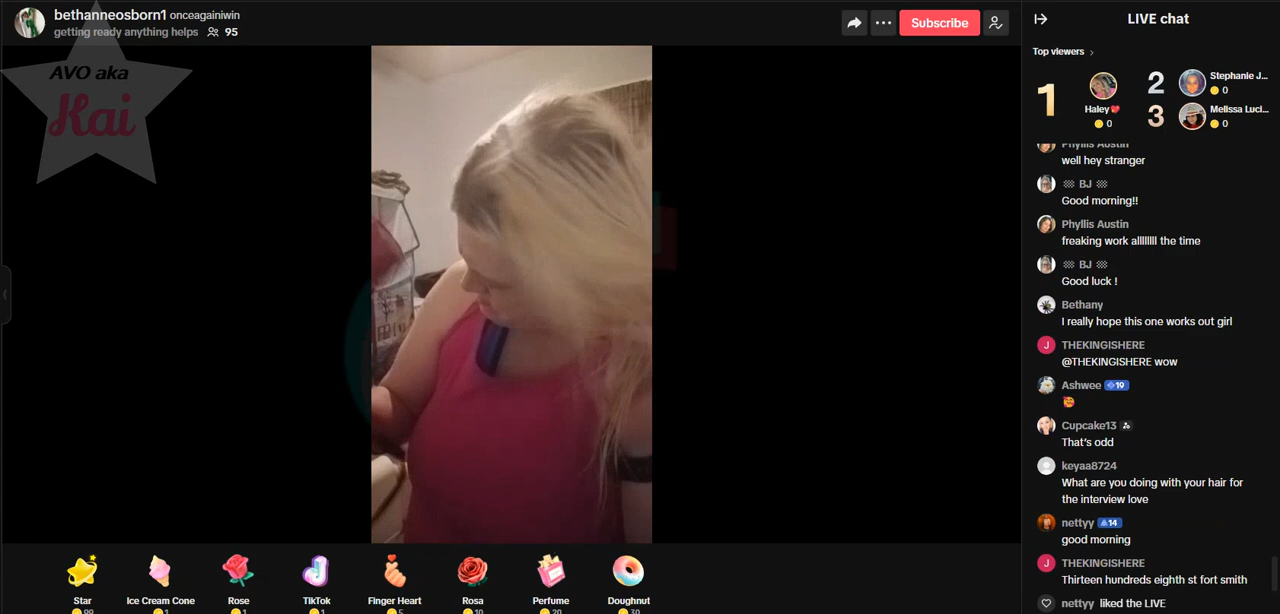 bethanneosborn1 onceagainiwin
getting ready anything helps 95
Subscribe
AVO aka
Kai
LIVE chat
Top viewers
1
Haley
0
2
Stephanie J...
0
3
Melissa Luci...
0
Phyllis Austin
well hey stranger
BJ
Good morning!!
Phyllis Austin
freaking work allllllll the time
BJ
Good luck !
Bethany
I really hope this one works out girl
J THEKINGISHERE
@THEKINGISHERE wow
Ashwee 19
Cupcake13
That's odd
keyaa8724
What are you doing with your hair for
the interview love
nettyy 14
good morning
J THEKINGISHERE
Thirteen hundreds eighth st fort smith
nettyy liked the LIVE
Star Ice Cream Cone Rose TikTok Finger Heart Rosa Perfume Doughnut
99 1 1 1 5 10 20 30